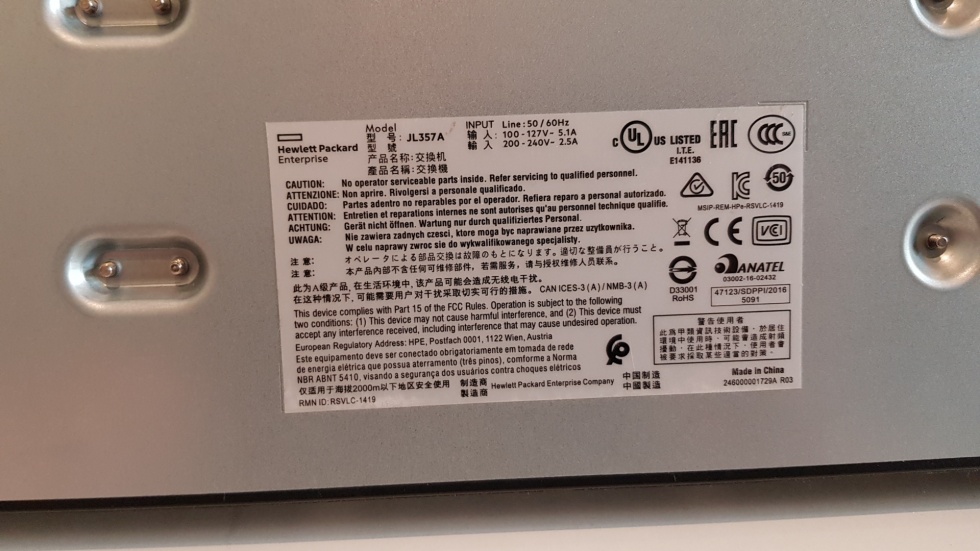 Hewlett Packard
Enterprise
Model
型 号: JL357A
型 號
产品名称:交换机
產品名稱:交換機
INPUT Line: 50 / 60Hz
输 入: 100-127V~ 5.1A
輸 入 200-240V~ 2.5A
C UL US LISTED
I.T.E.
E141136
EAC
CCC
S&E
CAUTION: No operator serviceable parts inside. Refer servicing to qualified personnel.
ATTENZIONE: Non aprire. Rivolgersi a personale qualificado.
CUIDADO: Partes adentro no reparables por el operador. Refiera reparo a personal autorizado.
ATTENTION: Entretien et reparations internes ne sont autorises qu'au personnel technique qualifie.
ACHTUNG: Gerät nicht öffnen. Wartung nur durch qualifiziertes Personal.
UWAGA: Nie zawiera zadnych czesci, ktore moga byc naprawiane przez uzytkownika.
W celu naprawy zwroc sie do wykwalifikowanego specjalisty.
注 意: オペレータによる部品交換は故障のもとになります。適切な整備員が行うこと。
注 意: 本产品内部不含任何可维修部件，若需服务，请与授权维修人员联系。
此为A级产品, 在生活环境中, 该产品可能会造成无线电干扰。
在这种情况下, 可能需要用户对干扰采取切实可行的措施。 CAN ICES-3 (A) / NMB-3 (A)
This device complies with Part 15 of the FCC Rules. Operation is subject to the following
two conditions: (1) This device may not cause harmful interference, and (2) This device must
accept any interference received, including interference that may cause undesired operation.
European Regulatory Address: HPE, Postfach 0001, 1122 Wien, Austria
Este equipamento deve ser conectado obrigatoriamente em tomada de rede
de energia elétrica que possua aterramento (três pinos), conforme a Norma
NBR ABNT 5410, visando a segurança dos usuários contra choques elétricos
仅适用于海拔2000m以下地区安全使用
RMN ID: RSVLC-1419
制造商
製造商 Hewlett Packard Enterprise Company
50
MSIP-REM-HPe-RSVLC-1419
CE
VCI
D33001
RoHS
ANATEL
03002-16-02432
47123/SDPPI/2016
5091
警告使用者
此為甲類資訊技術設備，於居住
環境中使用時，可能會造成射頻
擾動，在此種情況下，使用者會
被要求採取某些適當的對策。
中国制造
中國製造
Made in China
246000001729A R03